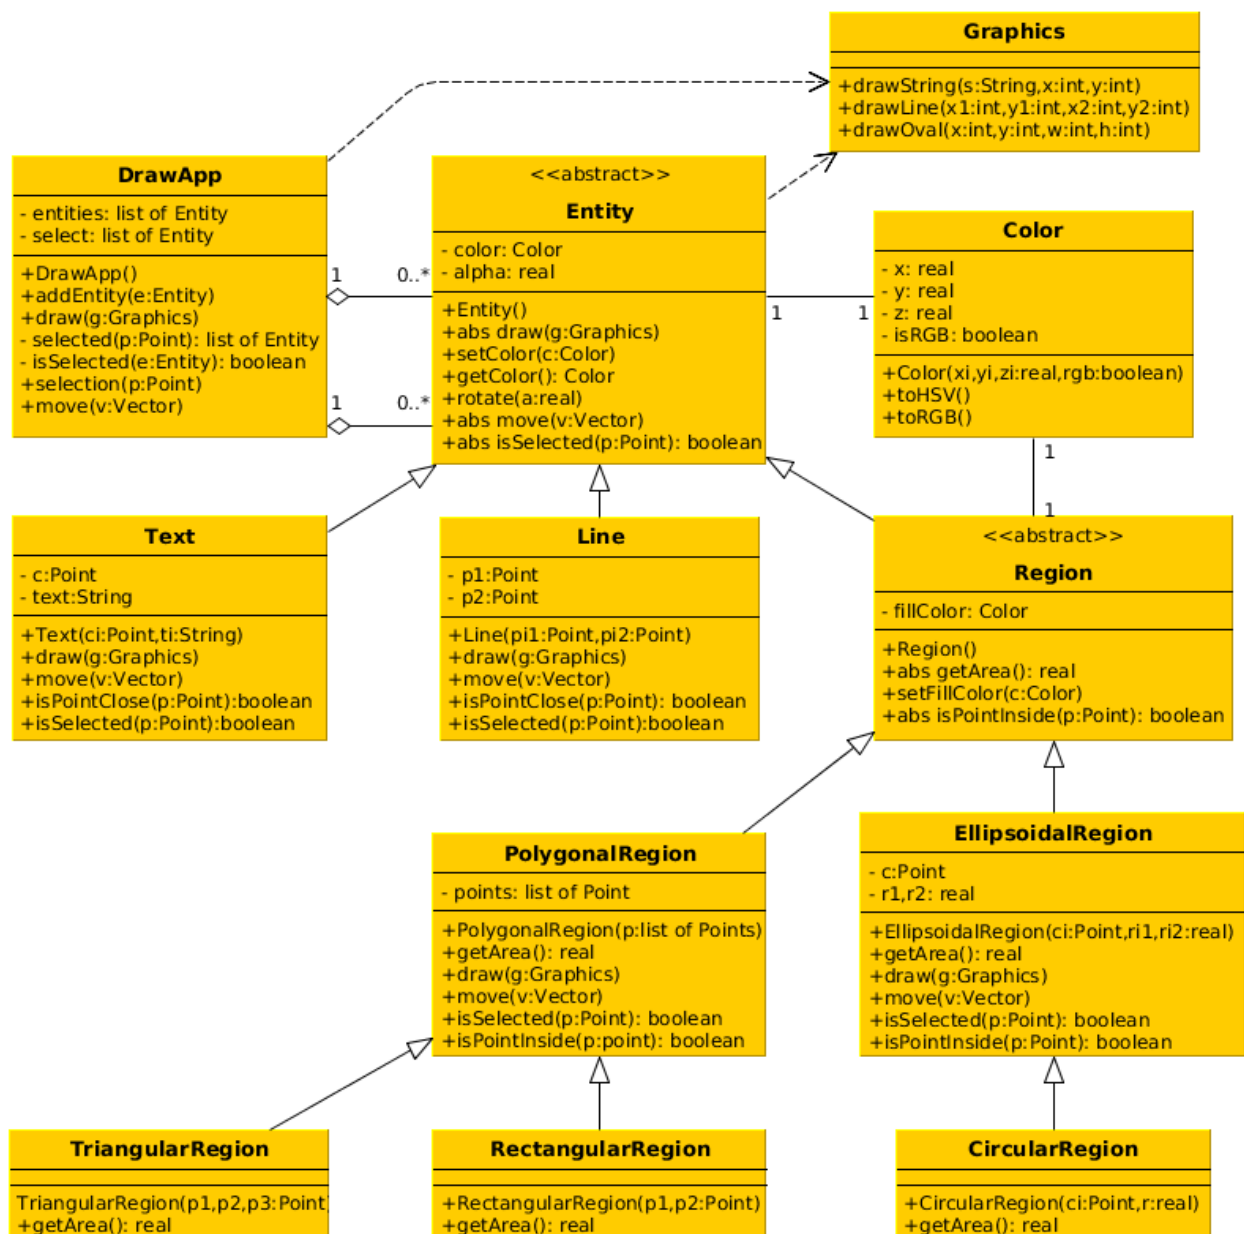 Graphics
+drawString(s:String,x:int,y:int)
+drawLine(x1:int,y1:int,x2:int,y2:int)
+drawOval(x:int,y:int,w:int,h:int)
DrawApp
- entities: list of Entity
- select: list of Entity
+DrawApp()
+addEntity(e:Entity)
+draw(g:Graphics)
- selected(p:Point): list of Entity
- isSelected(e:Entity): boolean
+selection(p:Point)
+move(v:Vector)
1
0..*
1
0..*
<<abstract>>
Entity
- color: Color
- alpha: real
+Entity()
+abs draw(g:Graphics)
+setColor(c:Color)
+getColor(): Color
+rotate(a:real)
+abs move(v:Vector)
+abs isSelected(p:Point): boolean
1
1
Color
- x: real
- y: real
- z: real
- isRGB: boolean
+Color(xi,yi,zi:real,rgb:boolean)
+toHSV()
+toRGB()
1
1
Text
- c:Point
- text:String
+Text(ci:Point,ti:String)
+draw(g:Graphics)
+move(v:Vector)
+isPointClose(p:Point):boolean
+isSelected(p:Point):boolean
Line
- p1:Point
- p2:Point
+Line(pi1:Point,pi2:Point)
+draw(g:Graphics)
+move(v:Vector)
+isPointClose(p:Point): boolean
+isSelected(p:Point):boolean
<<abstract>>
Region
- fillColor: Color
+Region()
+abs getArea(): real
+setFillColor(c:Color)
+abs isPointInside(p:Point): boolean
PolygonalRegion
- points: list of Point
+PolygonalRegion(p:list of Points)
+getArea(): real
+draw(g:Graphics)
+move(v:Vector)
+isSelected(p:Point): boolean
+isPointInside(p:point): boolean
EllipsoidalRegion
- c:Point
- r1,r2: real
+EllipsoidalRegion(ci:Point,ri1,ri2:real)
+getArea(): real
+draw(g:Graphics)
+move(v:Vector)
+isSelected(p:Point): boolean
+isPointInside(p:Point): boolean
TriangularRegion
TriangularRegion(p1,p2,p3:Point)
+getArea(): real
RectangularRegion
+RectangularRegion(p1,p2:Point)
+getArea(): real
CircularRegion
+CircularRegion(ci:Point,r:real)
+getArea(): real